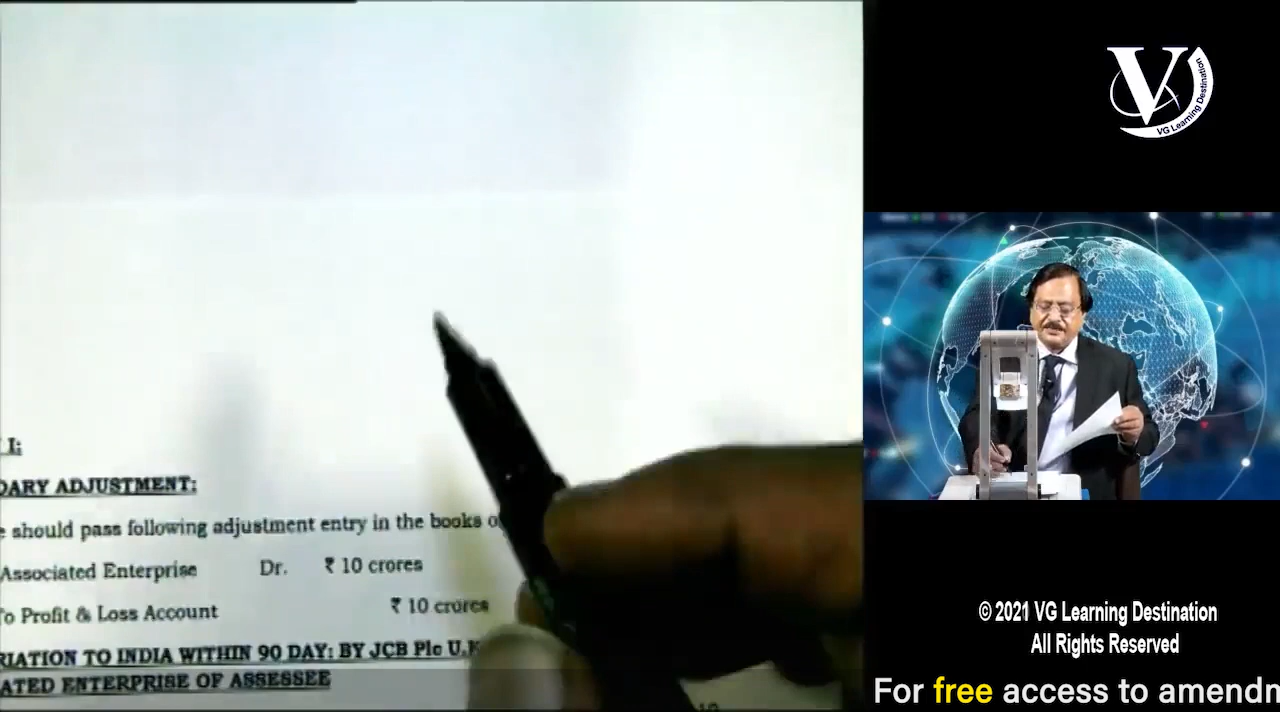 I:
DARY ADJUSTMENT:
e should pass following adjustment entry in the books o
Associated Enterprise Dr. ₹ 10 crores
To Profit & Loss Account ₹ 10 crores
RIATION TO INDIA WITHIN 90 DAY: BY JCB Plc U.K
ATED ENTERPRISE OF ASSESSEE
10
V
VG Learning Destination
© 2021 VG Learning Destination
All Rights Reserved
For free access to amendm